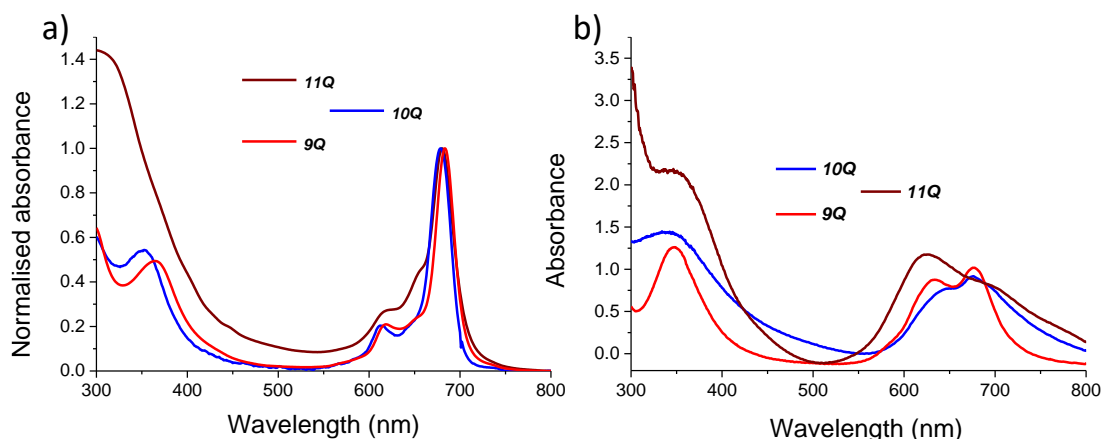 a)
Normalised absorbance
1.4
1.2
1.0
0.8
0.6
0.4
0.2
0.0
300 400 500 600 700 800
Wavelength (nm)
11Q
10Q
9Q
b)
Absorbance
3.5
3.0
2.5
2.0
1.5
1.0
0.5
0.0
300 400 500 600 700 800
Wavelength (nm)
10Q
11Q
9Q